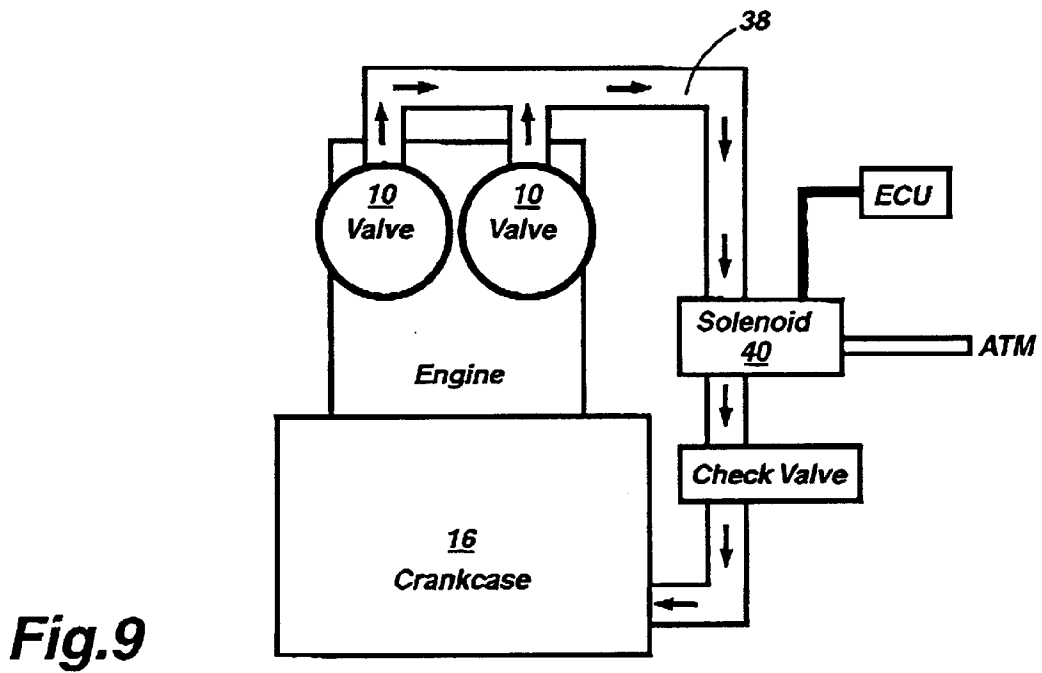 38
10
Valve
10
Valve
ECU
Solenoid
40
ATM
Engine
Check Valve
16
Crankcase
Fig.9